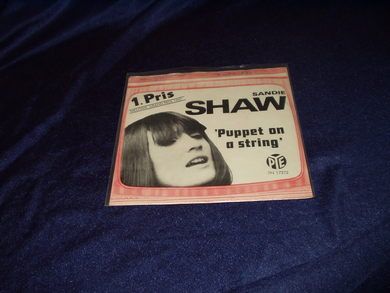 1. Pris
SANDIE
SHAW
'Puppet on
a string'
PYE